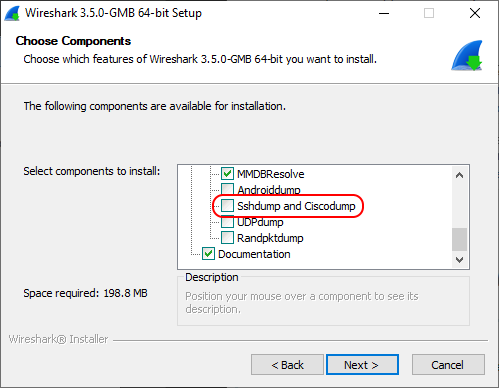 Wireshark 3.5.0-GMB 64-bit Setup
Choose Components
Choose which features of Wireshark 3.5.0-GMB 64-bit you want to install.
The following components are available for installation.
Select components to install:
MMDBResolve
Androiddump
Sshdump and Ciscodump
UDPdump
Randpktdump
Documentation
Space required: 198.8 MB
Description
Position your mouse over a component to see its
description.
Wireshark® Installer
< Back
Next >
Cancel